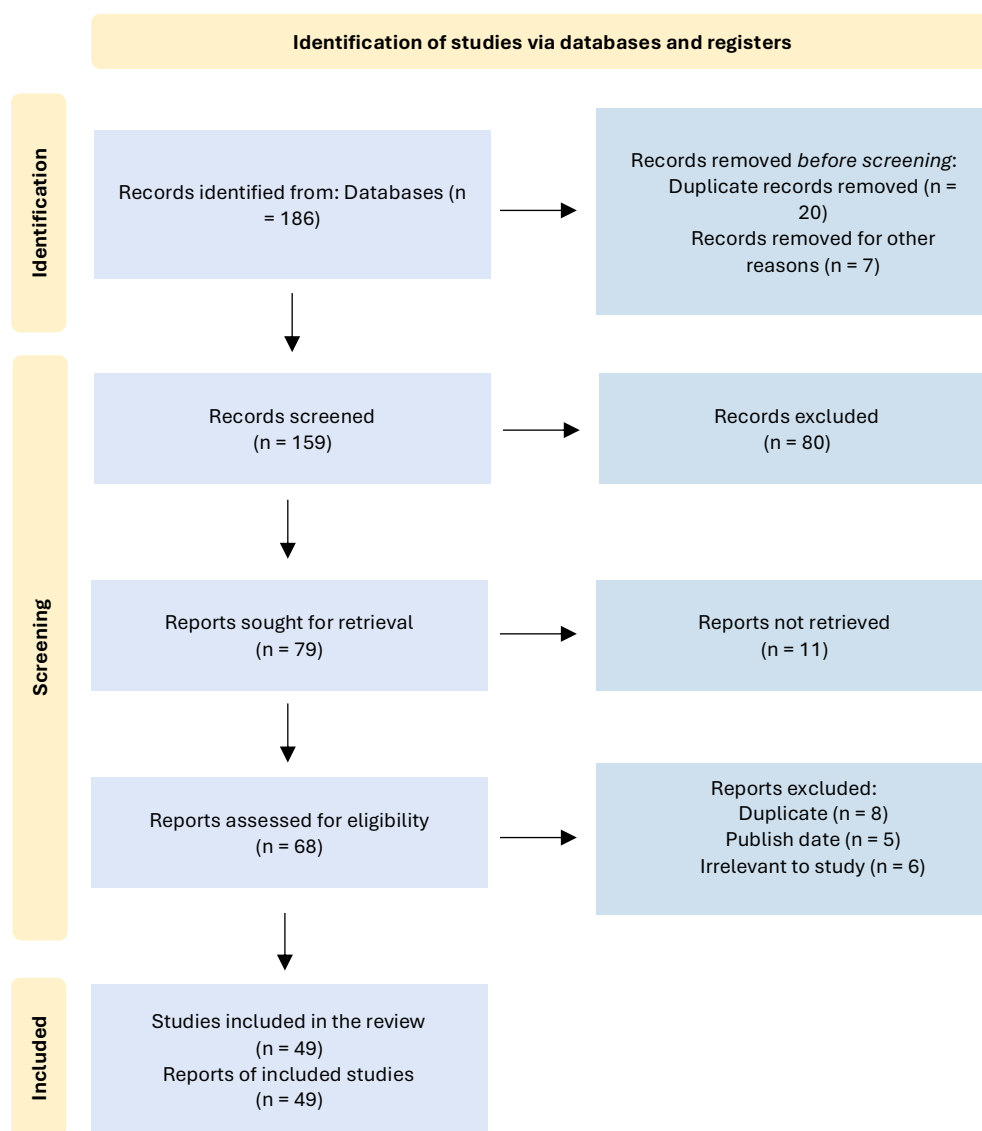 Identification of studies via databases and registers
Identification
Records identified from: Databases (n
= 186)
Records removed before screening:
Duplicate records removed (n =
20)
Records removed for other
reasons (n = 7)
Screening
Records screened
(n = 159)
Records excluded
(n = 80)
Reports sought for retrieval
(n = 79)
Reports not retrieved
(n = 11)
Reports assessed for eligibility
(n = 68)
Reports excluded:
Duplicate (n = 8)
Publish date (n = 5)
Irrelevant to study (n = 6)
Included
Studies included in the review
(n = 49)
Reports of included studies
(n = 49)